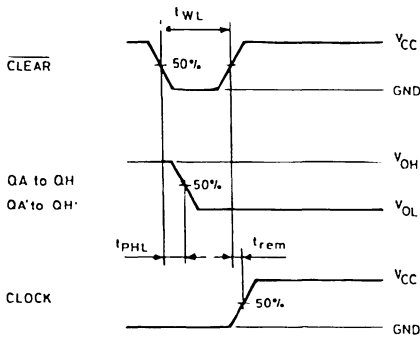 tWL
VCC
CLEAR
50%
GND
VOH
QA to QH
50%
QA' to QH'
VOL
tPHL
trem
VCC
CLOCK
50%
GND